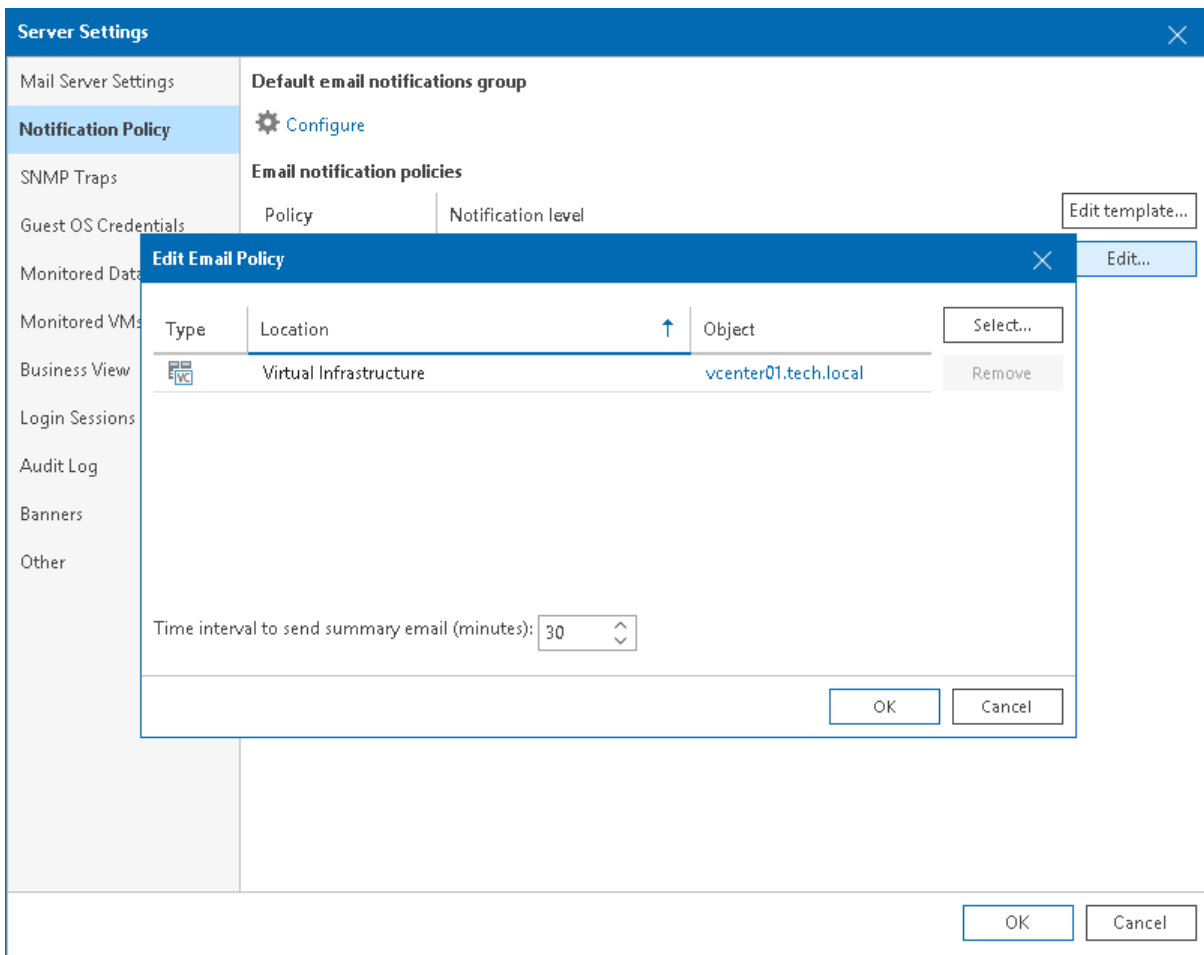 Server Settings
Mail Server Settings
Notification Policy
SNMP Traps
Guest OS Credentials
Monitored Data
Monitored VMs
Business View
Login Sessions
Audit Log
Banners
Other
Default email notifications group
Configure
Email notification policies
Policy Notification level
Edit template...
Edit...
Edit Email Policy
Type Location Object
VC Virtual Infrastructure vcenter01.tech.local
Select...
Remove
Time interval to send summary email (minutes): 30
OK Cancel
OK Cancel